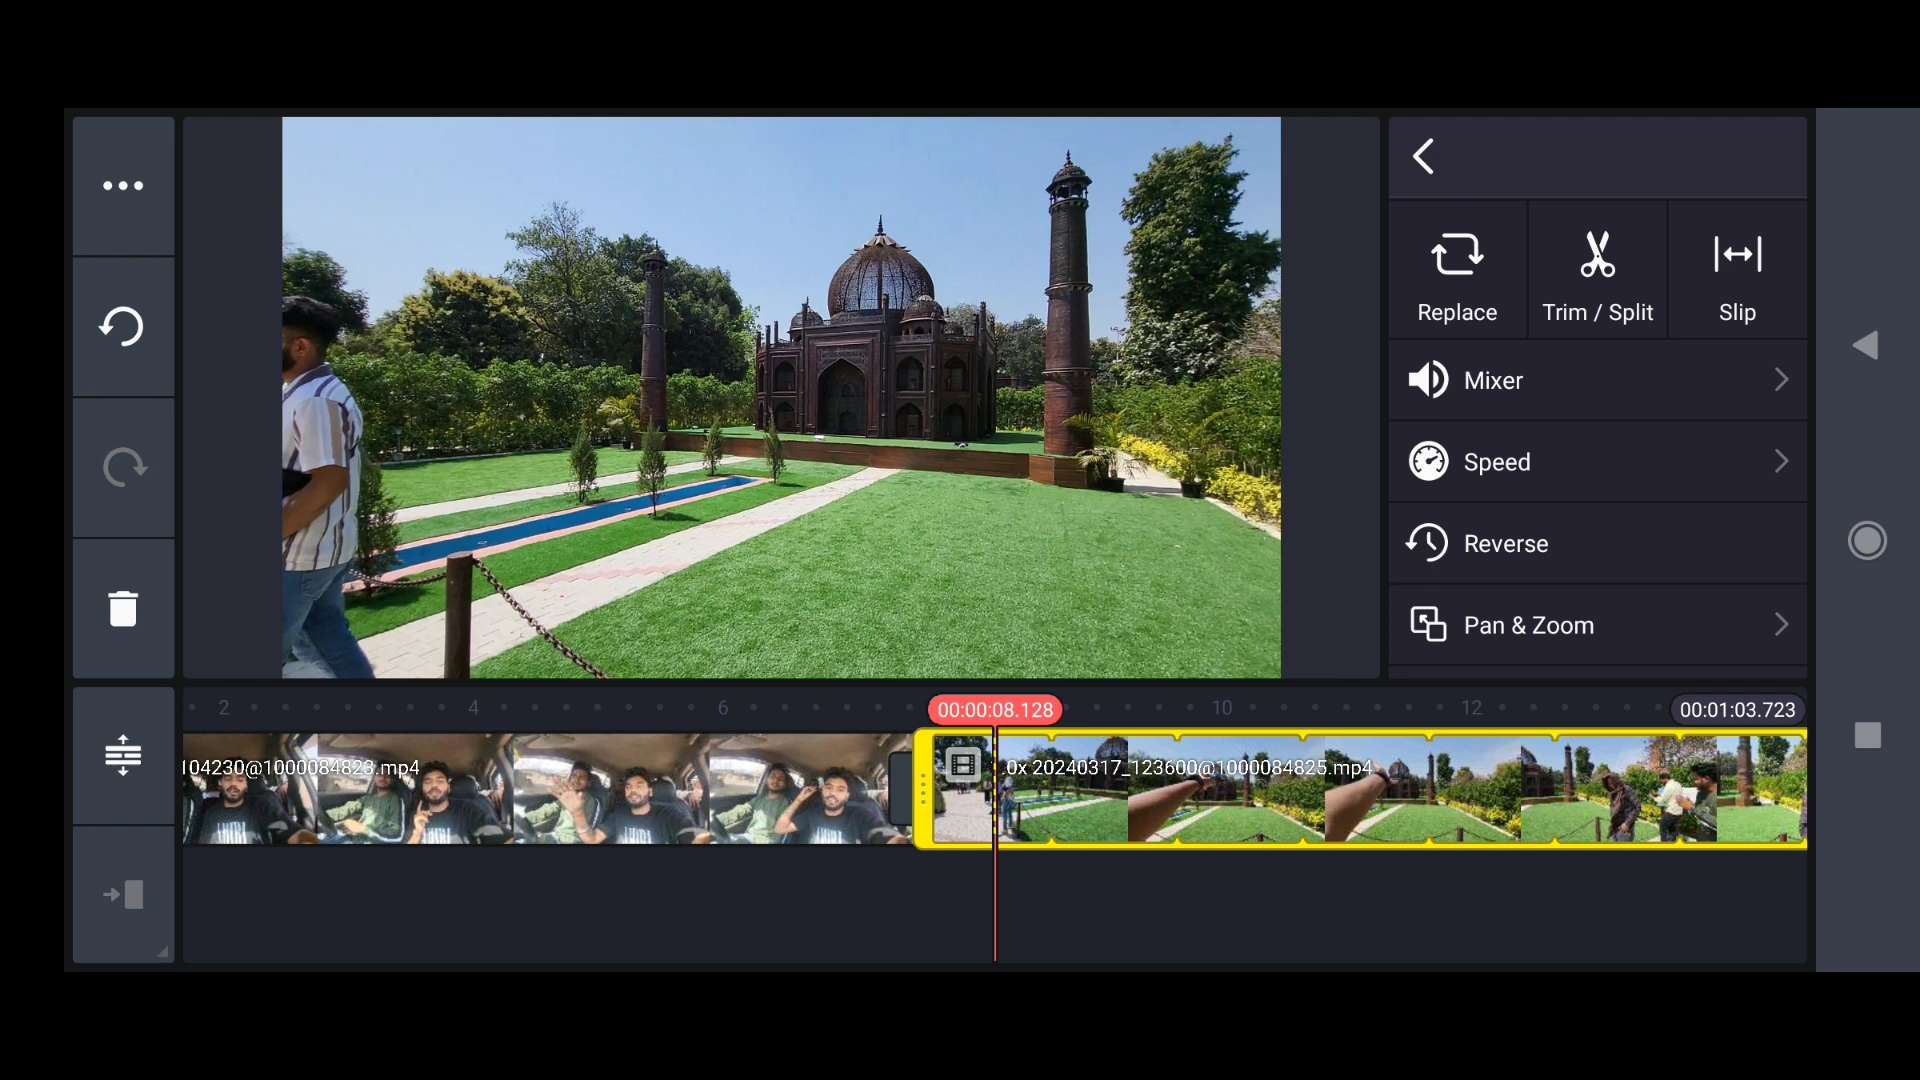 Replace
Trim / Split
Slip
Mixer
Speed
Reverse
Pan & Zoom
2
4
6
00:00:08.128
10
12
00:01:03.723
104230@1000084823.mp4
.0x 20240317_123600@1000084825.mp4